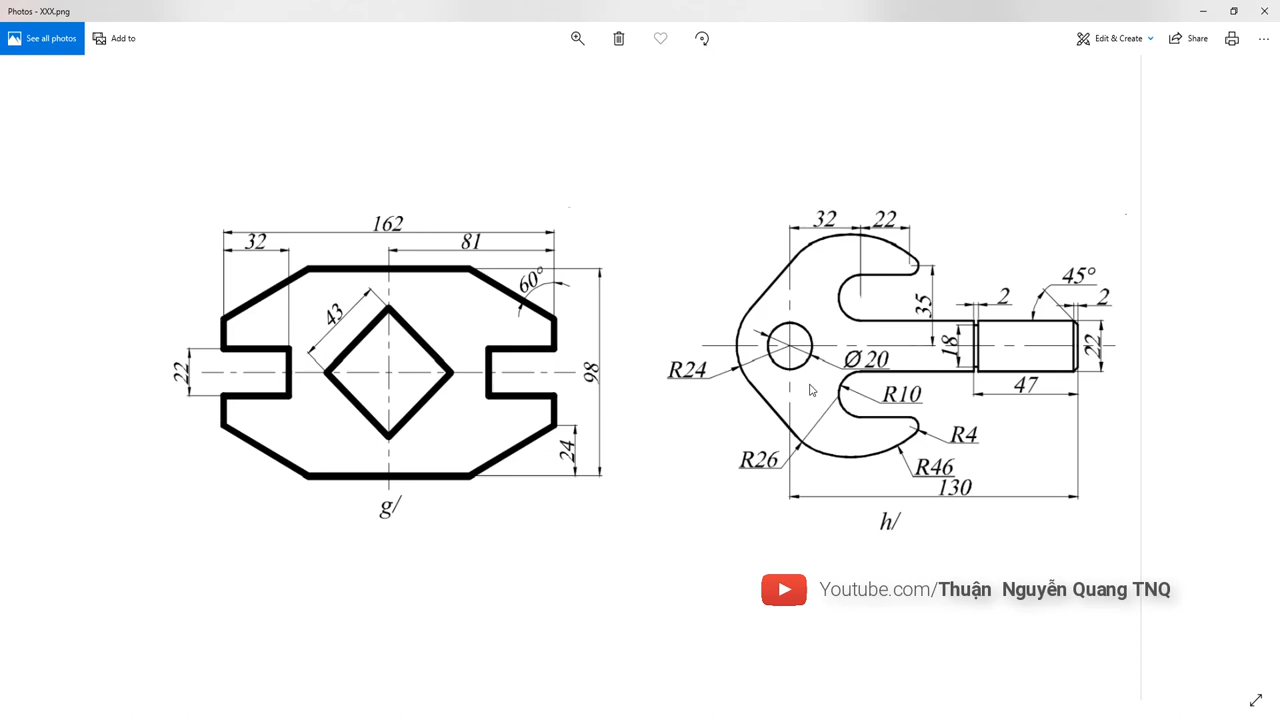 Photos - XXX.png
See all photos
Add to
Edit & Create
Share
162
32
81
60°
43
22
98
24
g/
32
22
45°
2
2
35
18
22
Ø 20
R24
47
R10
R4
R26
R46
130
h/
Youtube.com/Thuận Nguyễn Quang TNQ